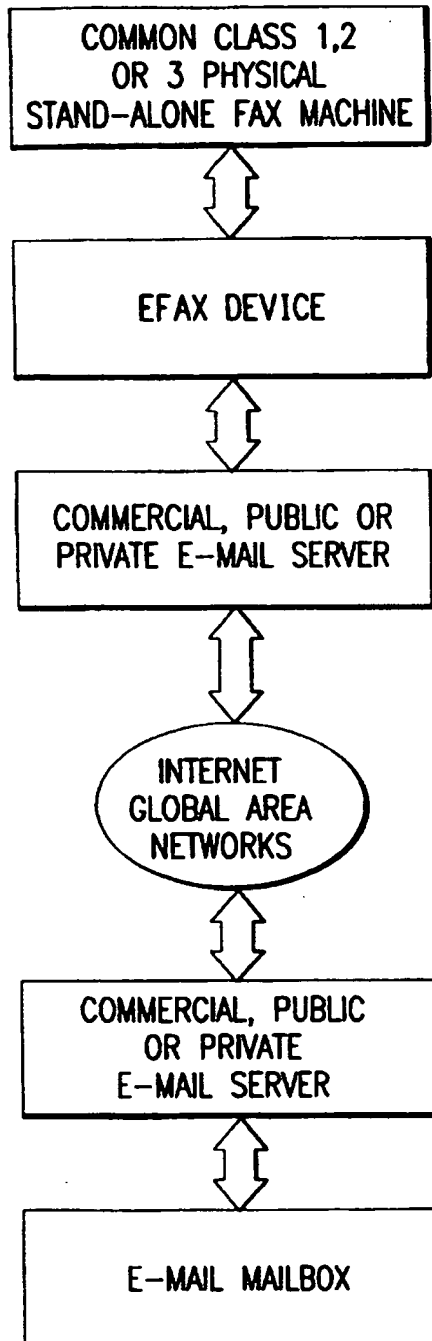 COMMON CLASS 1,2
OR 3 PHYSICAL
STAND-ALONE FAX MACHINE
EFAX DEVICE
COMMERCIAL, PUBLIC OR
PRIVATE E-MAIL SERVER
INTERNET
GLOBAL AREA
NETWORKS
COMMERCIAL, PUBLIC
OR PRIVATE
E-MAIL SERVER
E-MAIL MAILBOX